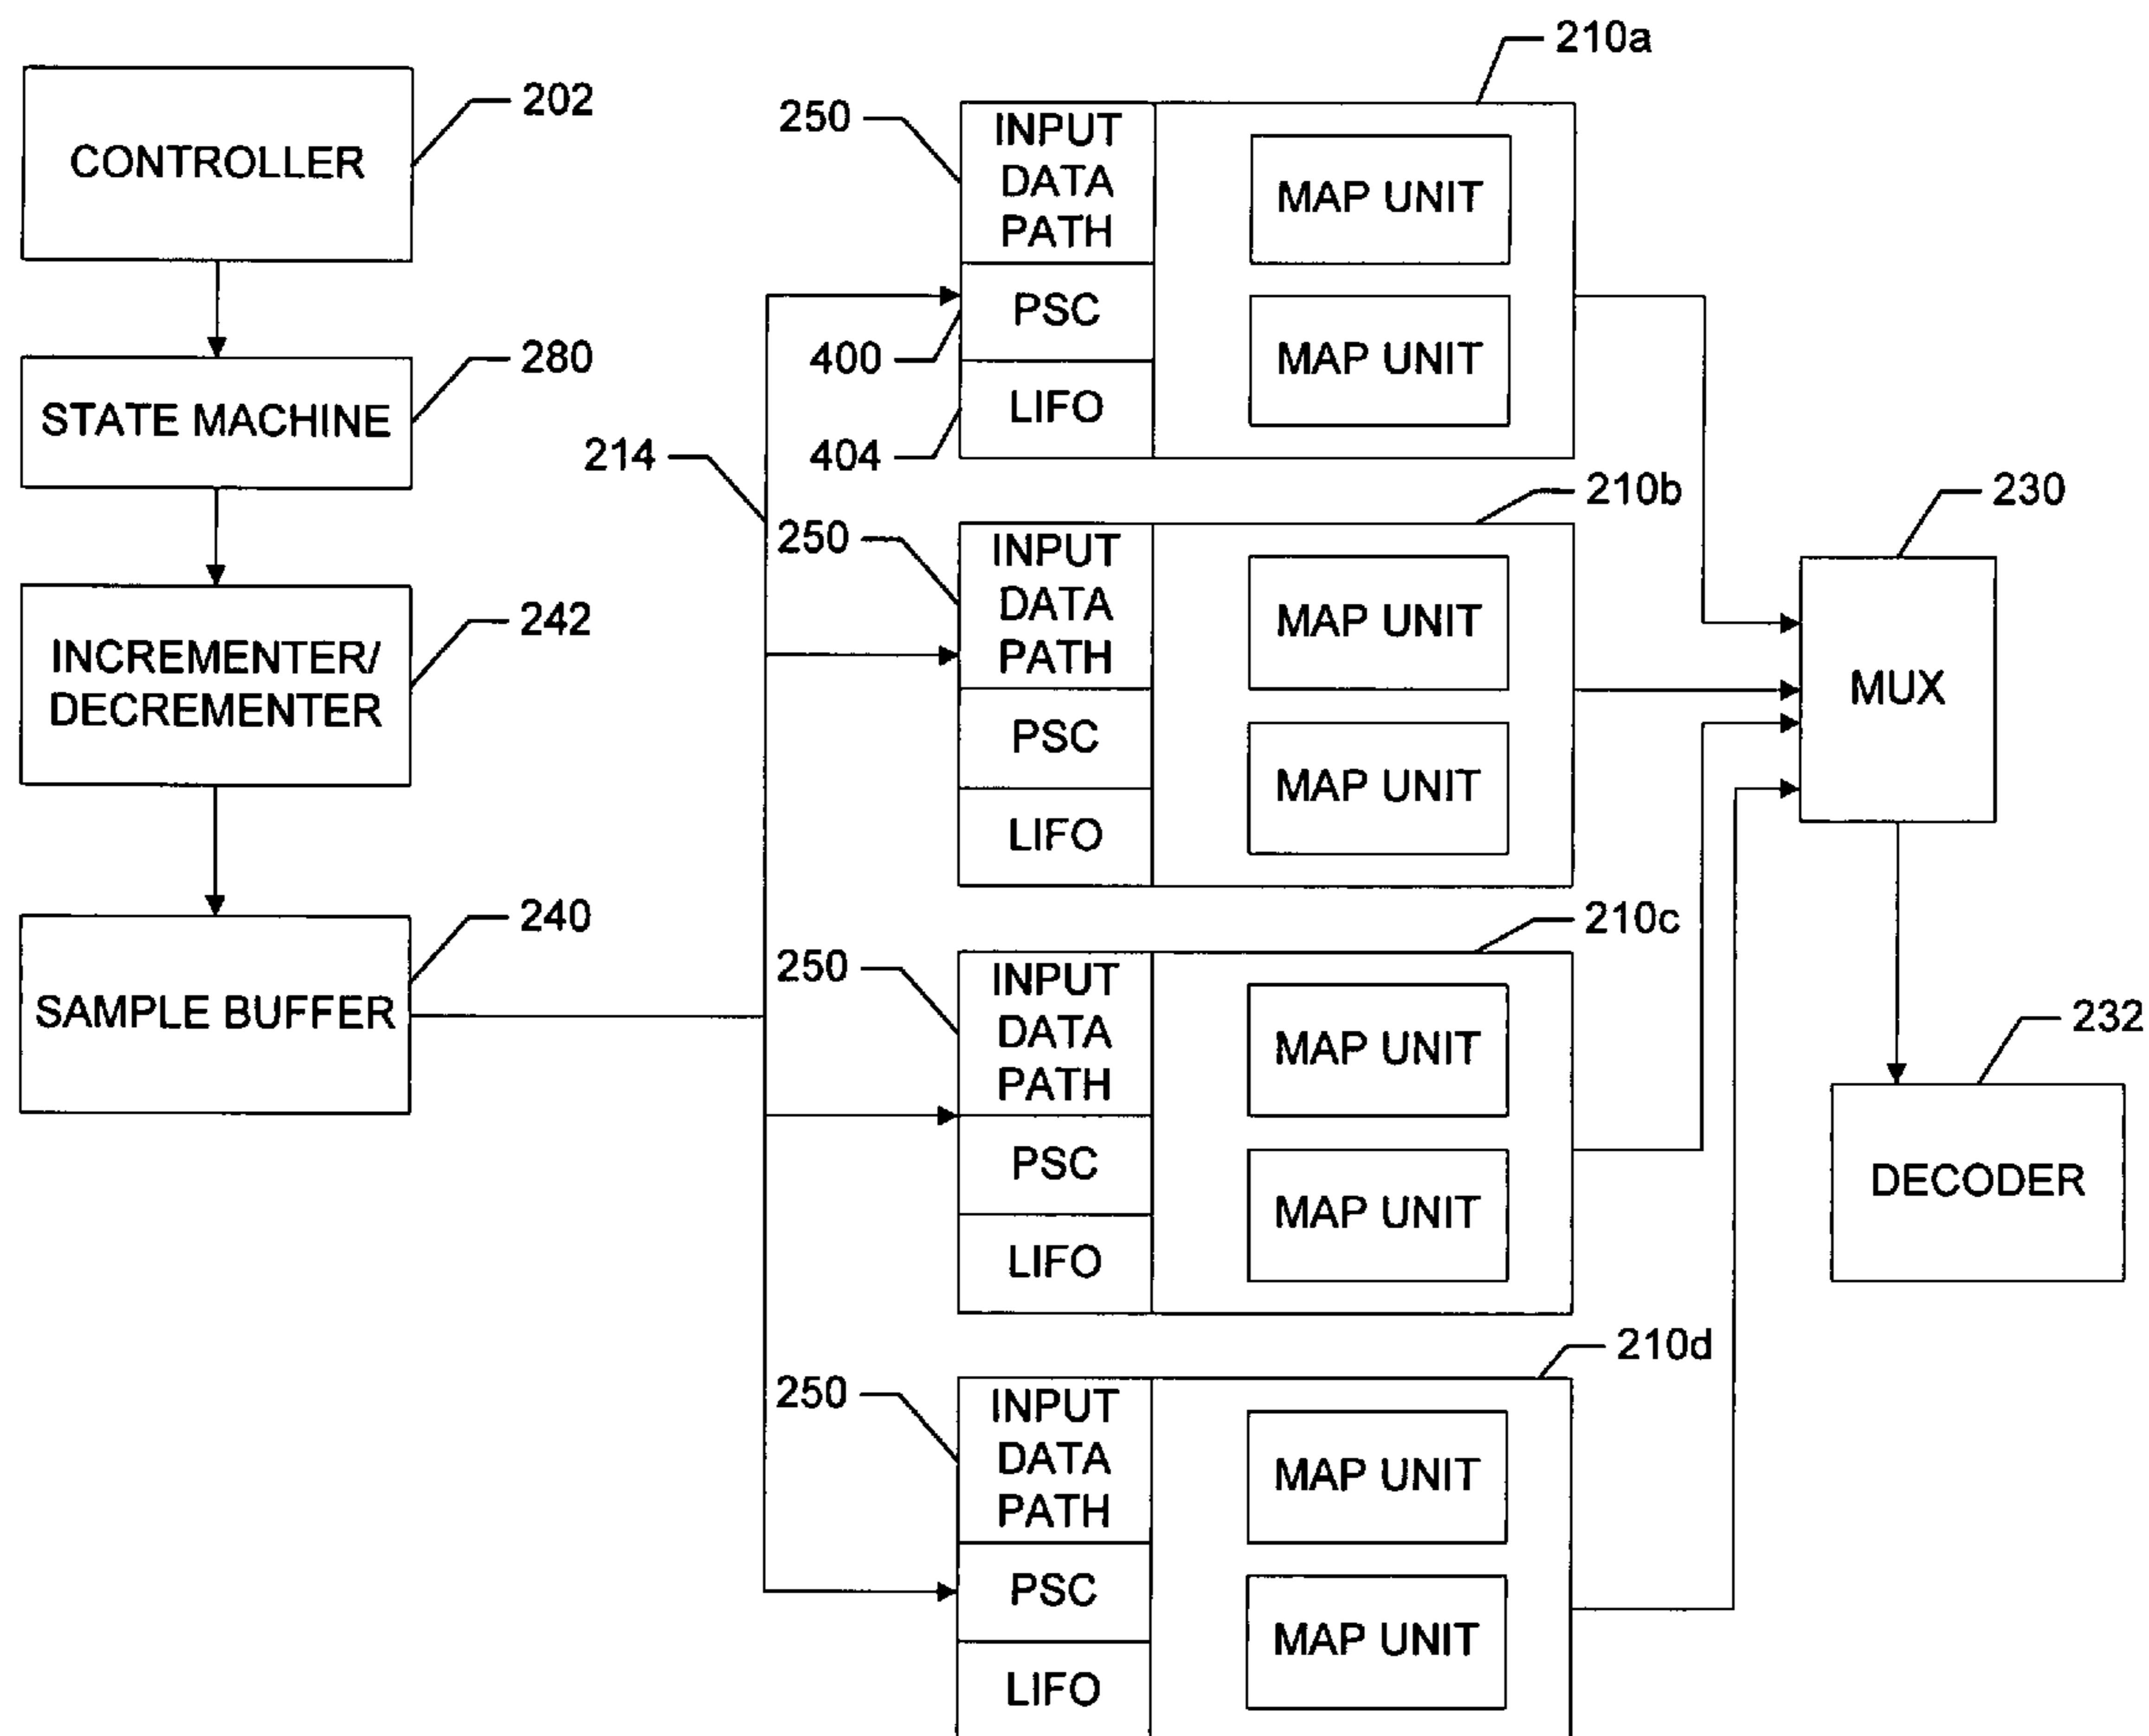 CONTROLLER
202
STATE MACHINE
280
INCREMENTER/
DECREMENTER
242
SAMPLE BUFFER
240
214
210a
250
INPUT
DATA
PATH
PSC
400
LIFO
404
MAP UNIT
MAP UNIT
210b
250
INPUT
DATA
PATH
PSC
LIFO
MAP UNIT
MAP UNIT
210c
250
INPUT
DATA
PATH
PSC
LIFO
MAP UNIT
MAP UNIT
210d
250
INPUT
DATA
PATH
PSC
LIFO
MAP UNIT
MAP UNIT
230
MUX
232
DECODER